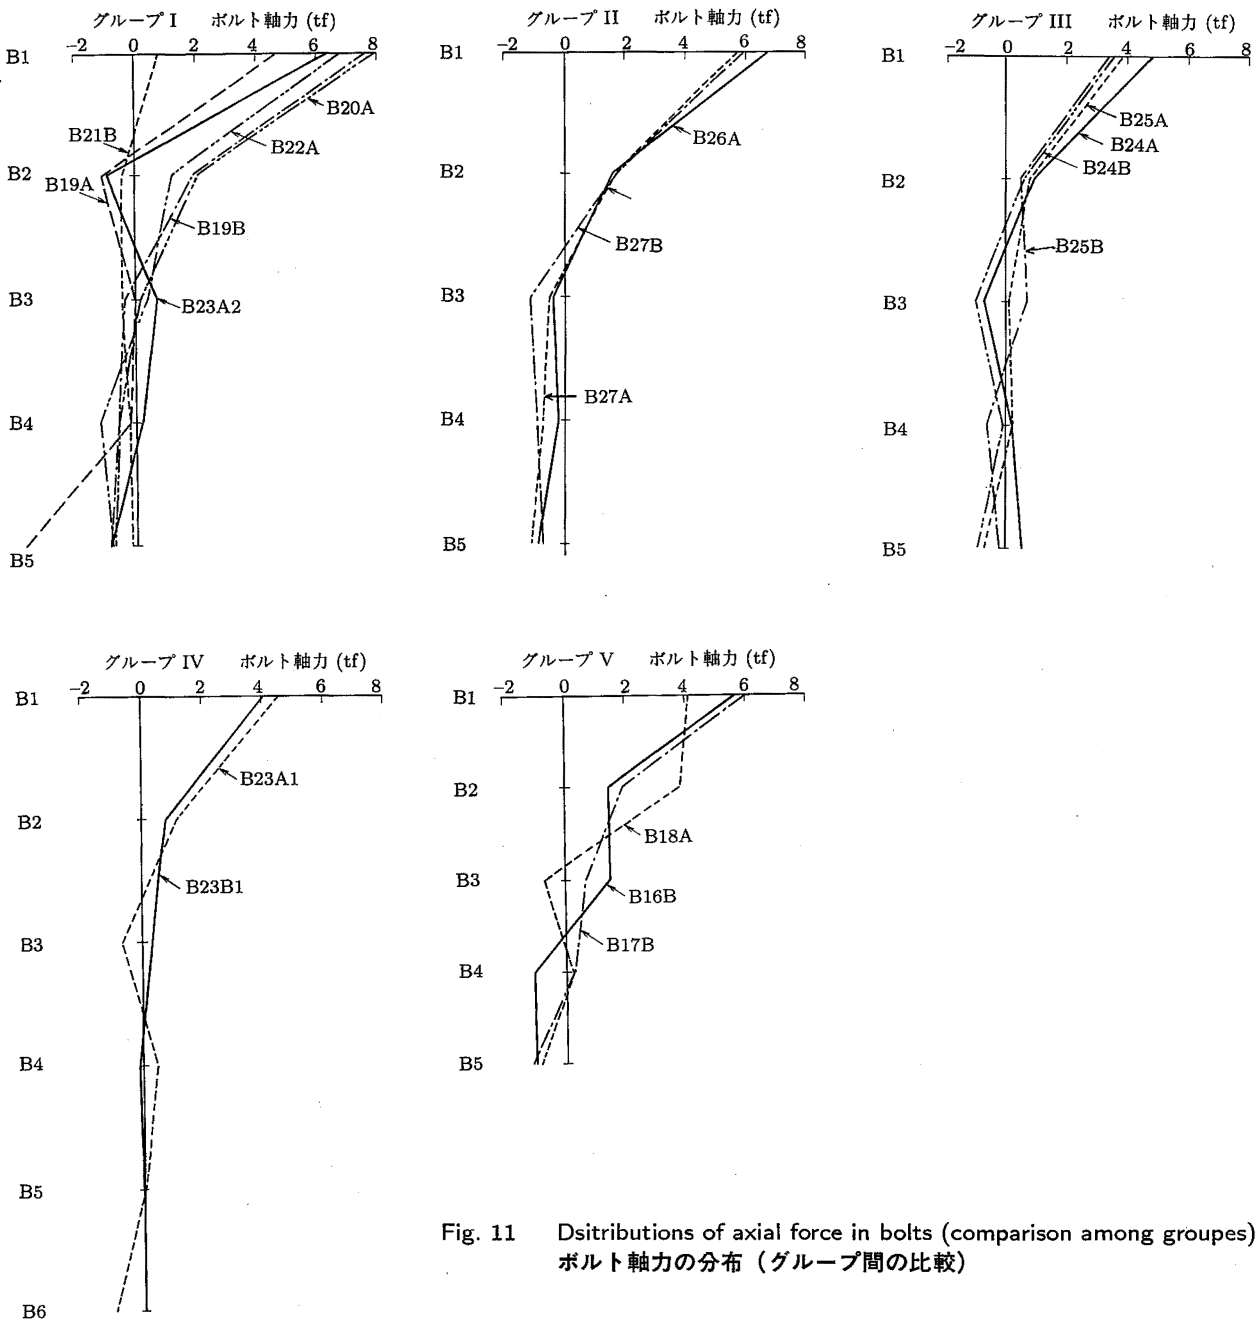 グループ I ボルト軸力 (tf)
−2 0 2 4 6 8
B1
B20A
B21B
B22A
B2
B19A
B19B
B3
B23A2
B4
B5
グループ II ボルト軸力 (tf)
−2 0 2 4 6 8
B1
B26A
B2
B27B
B3
B27A
B4
B5
グループ III ボルト軸力 (tf)
−2 0 2 4 6 8
B1
B25A
B24A
B24B
B2
B25B
B3
B4
B5
グループ IV ボルト軸力 (tf)
−2 0 2 4 6 8
B1
B23A1
B2
B23B1
B3
B4
B5
B6
グループ V ボルト軸力 (tf)
−2 0 2 4 6 8
B1
B2
B18A
B3
B16B
B17B
B4
B5
Fig. 11 Dsitributions of axial force in bolts (comparison among groupes)
ボルト軸力の分布（グループ間の比較）